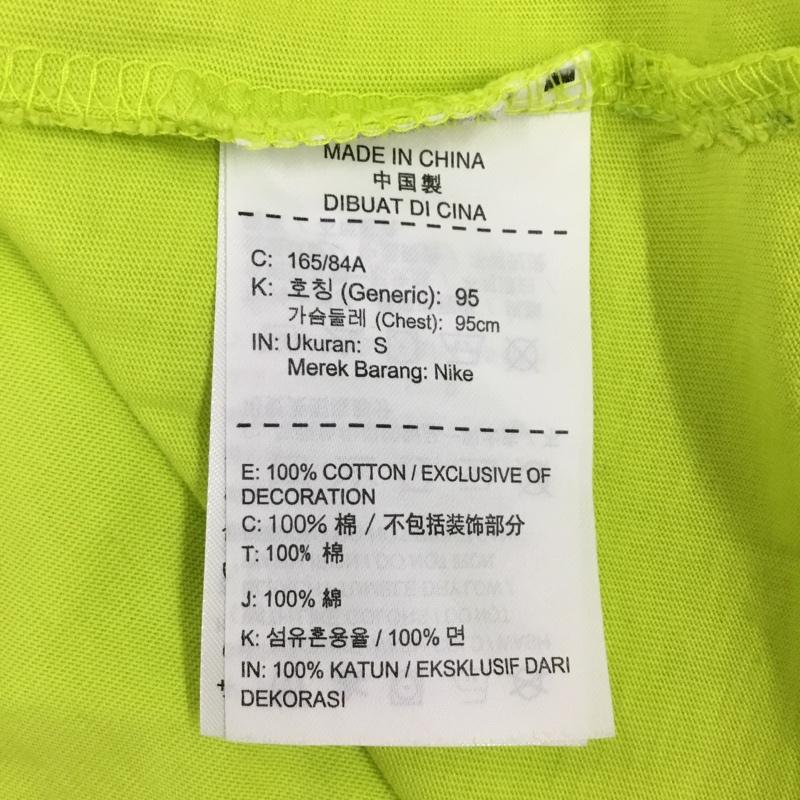 MADE IN CHINA
中国製
DIBUAT DI CINA
C: 165/84A
K: 호칭 (Generic): 95
가슴둘레 (Chest): 95cm
IN: Ukuran: S
Merek Barang: Nike
E: 100% COTTON / EXCLUSIVE OF
DECORATION
C: 100% 棉 / 不包括装饰部分
T: 100% 棉
J: 100% 綿
K: 섬유혼용율 / 100% 면
IN: 100% KATUN / EKSKLUSIF DARI
DEKORASI